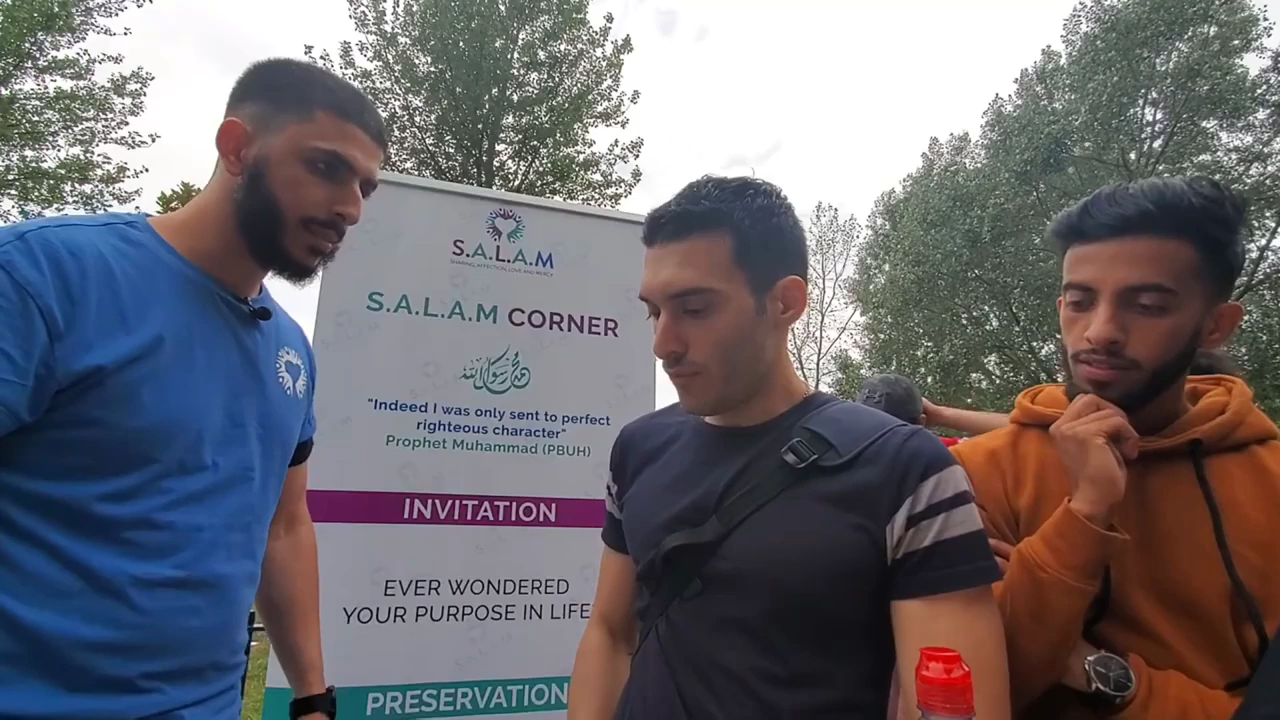 S.A.L.A.M
SHARING AFFECTION, LOVE AND MERCY
S.A.L.A.M CORNER
محمد رسول الله
"Indeed I was only sent to perfect
righteous character"
Prophet Muhammad (PBUH)
INVITATION
EVER WONDERED
YOUR PURPOSE IN LIFE
PRESERVATION